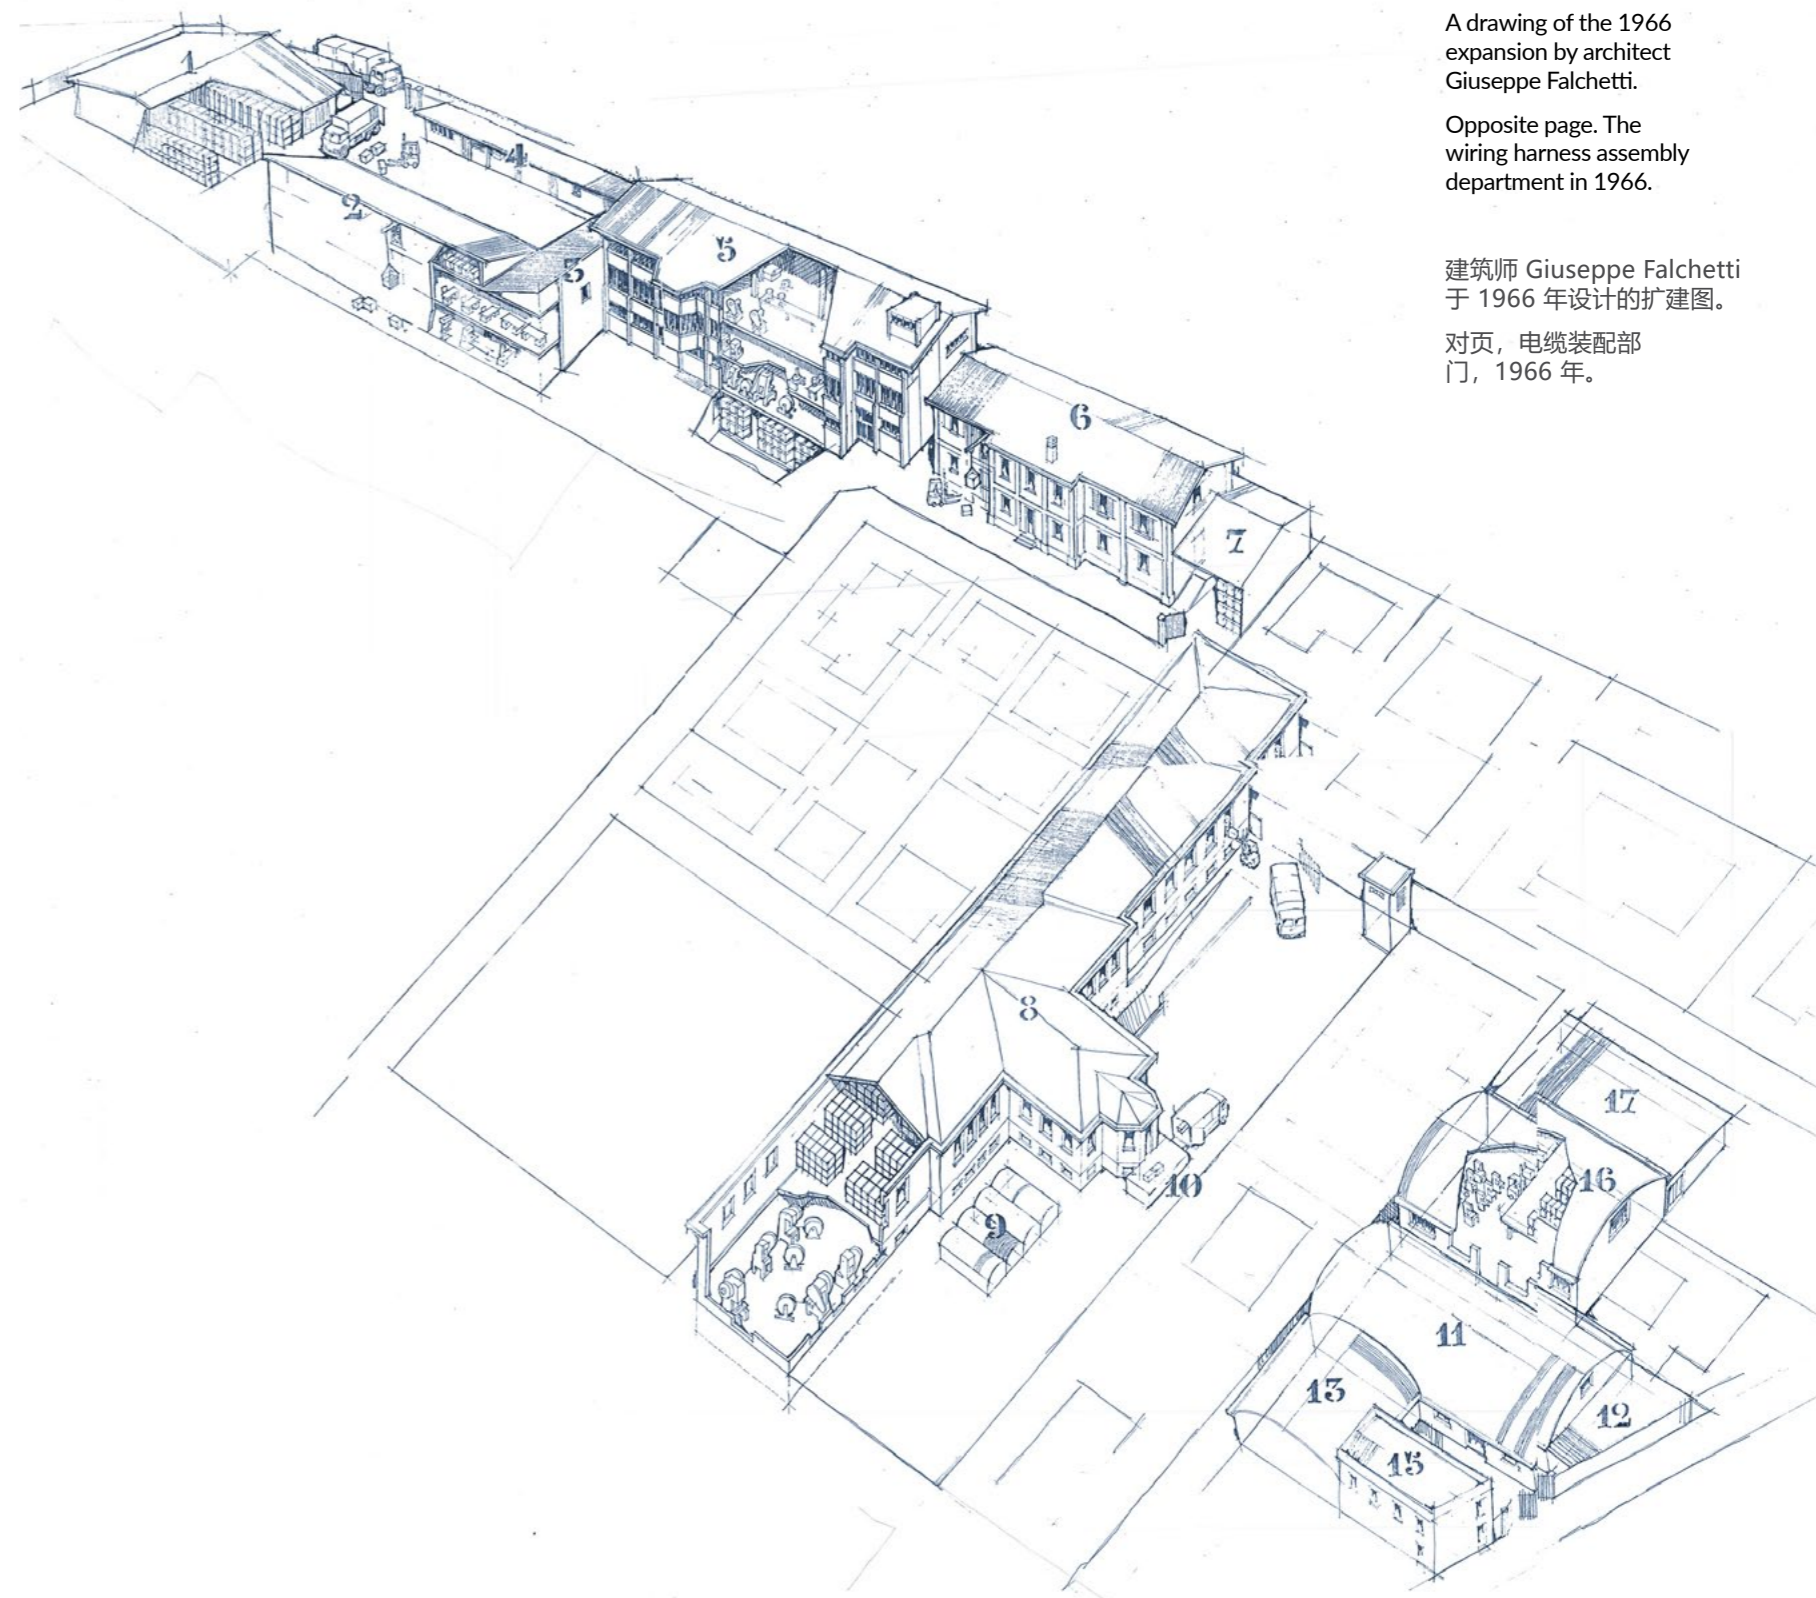 A drawing of the 1966
expansion by architect
Giuseppe Falchetti.
Opposite page. The
wiring harness assembly
department in 1966.
建筑师 Giuseppe Falchetti
于 1966 年设计的扩建图。
对页，电缆装配部
门，1966 年。
1
2
4
5
6
7
8
9
10
17
16
11
13
12
15